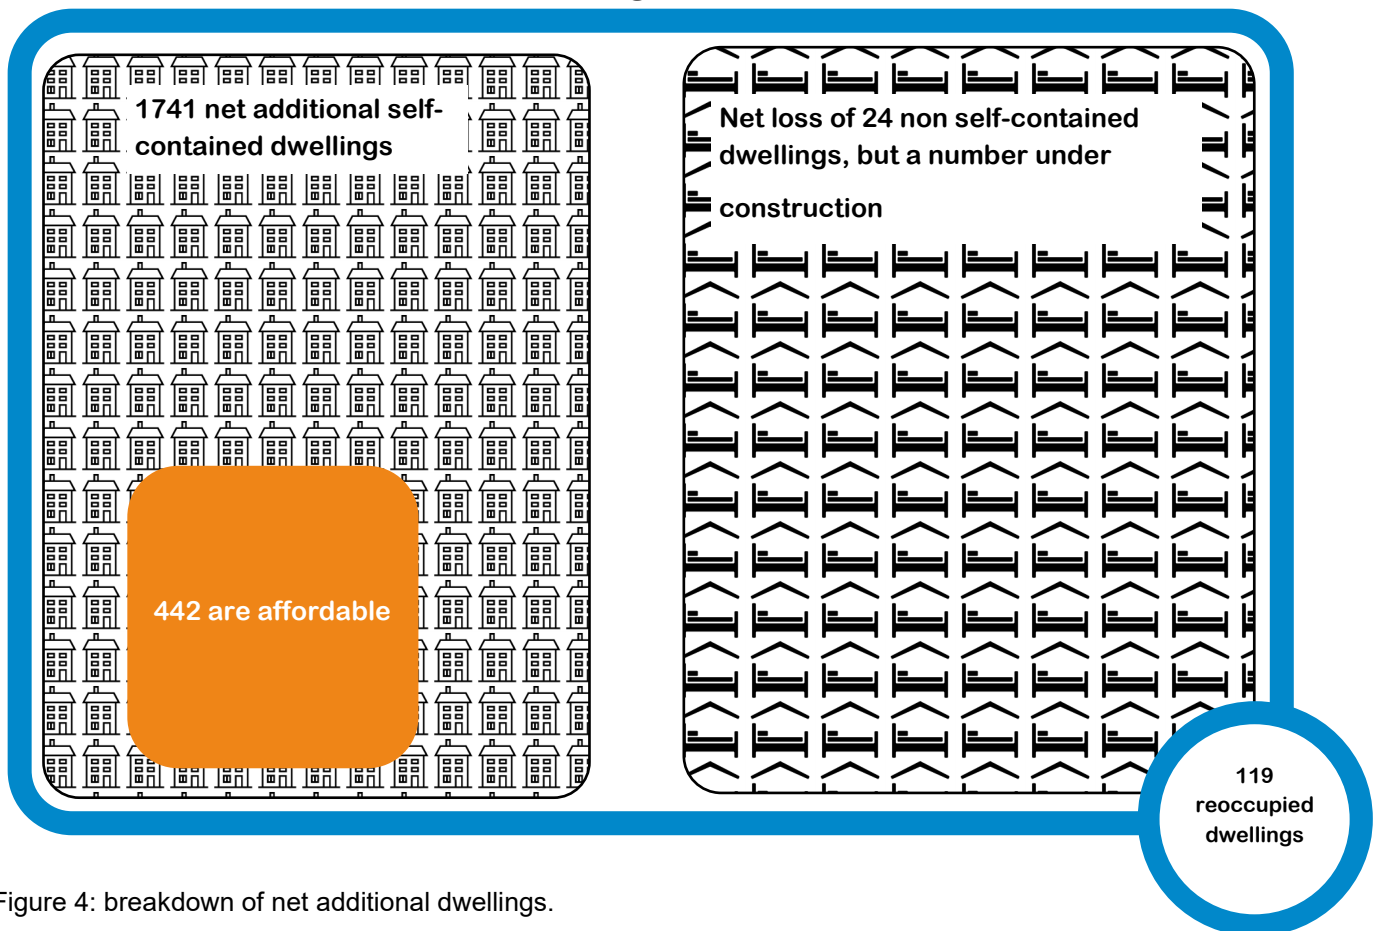 1741 net additional self-
contained dwellings
Net loss of 24 non self-contained
dwellings, but a number under
construction
442 are affordable
119
reoccupied
dwellings
Figure 4: breakdown of net additional dwellings.